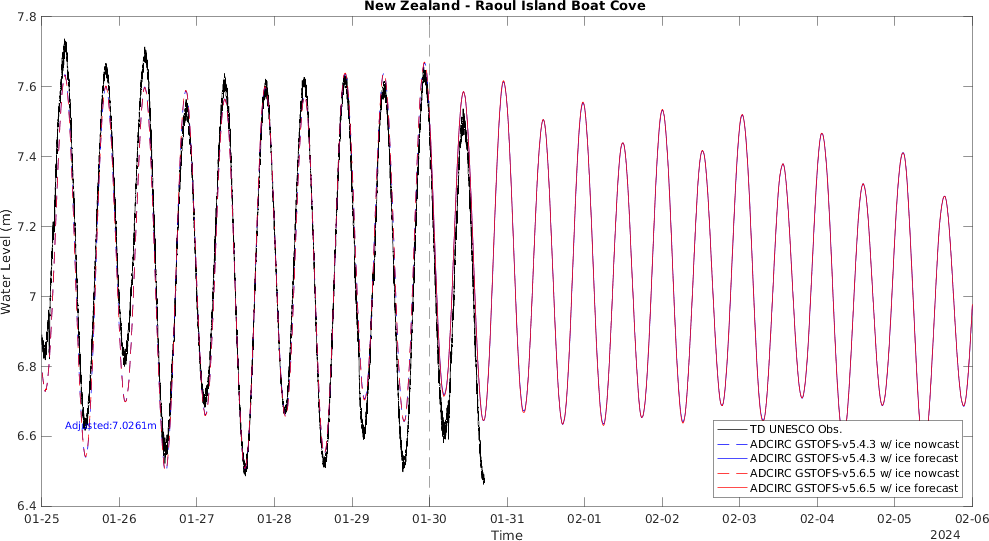 New Zealand - Raoul Island Boat Cove
7.8
7.6
7.4
7.2
7
6.8
6.6
6.4
Water Level (m)
Adjusted:7.0261m
TD UNESCO Obs.
ADCIRC GSTOFS-v5.4.3 w/ ice nowcast
ADCIRC GSTOFS-v5.4.3 w/ ice forecast
ADCIRC GSTOFS-v5.6.5 w/ ice nowcast
ADCIRC GSTOFS-v5.6.5 w/ ice forecast
01-25 01-26 01-27 01-28 01-29 01-30 01-31 02-01 02-02 02-03 02-04 02-05 02-06
Time
2024